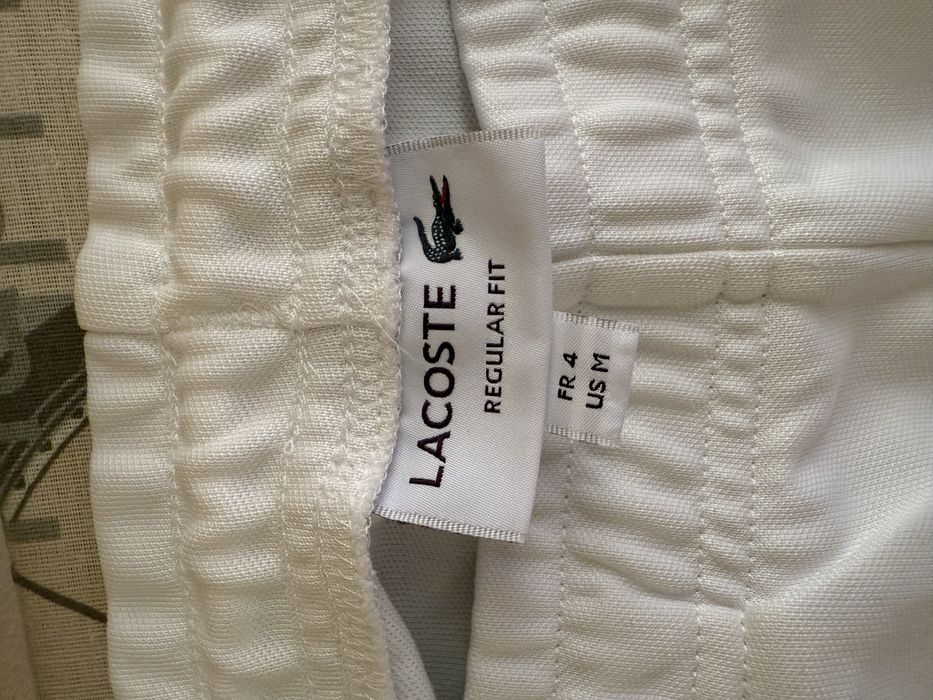 LACOSTE
REGULAR FIT
FR 4
US M